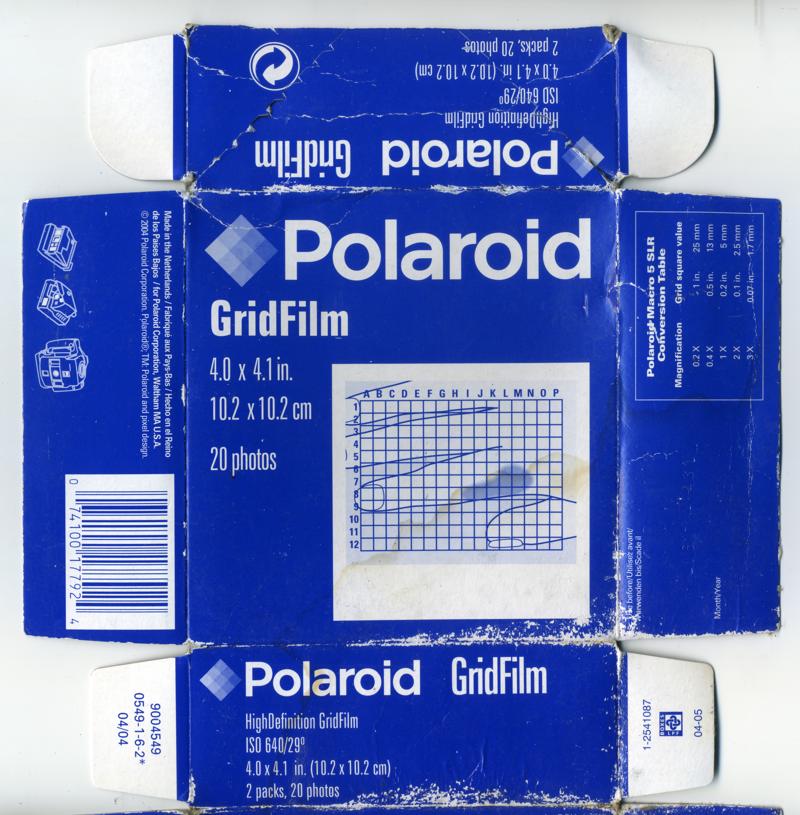 2 packs, 20 photos
4.0 x 4.1 in. (10.2 x 10.2 cm)
ISO 640/29º
HighDefinition GridFilm
Polaroid GridFilm
Made in the Netherlands / Fabriqué aux Pays-Bas / Hecho en el Reino
de los Países Bajos / for Polaroid Corporation, Waltham MA U.S.A.
© 2004 Polaroid Corporation. Polaroid®, TM: Polaroid and pixel design.
0 74100 17792 4
Polaroid
GridFilm
4.0 x 4.1 in.
10.2 x 10.2 cm
20 photos
A B C D E F G H I J K L M N O P
1
2
3
4
5
6
7
8
9
10
11
12
Polaroid Macro 5 SLR
Conversion Table
Magnification Grid square value
0.2 X 1 in. 25 mm
0.4 X 0.5 in. 13 mm
1 X 0.2 in. 5 mm
2 X 0.1 in. 2.5 mm
3 X 0.07 in. 1.7 mm
before/Utilisez avant/
bis/Scade il
Month/Year
Polaroid GridFilm
HighDefinition GridFilm
ISO 640/29º
4.0 x 4.1 in. (10.2 x 10.2 cm)
2 packs, 20 photos
9004549
0549-1-6-2*
04/04
1-2541087
04-05